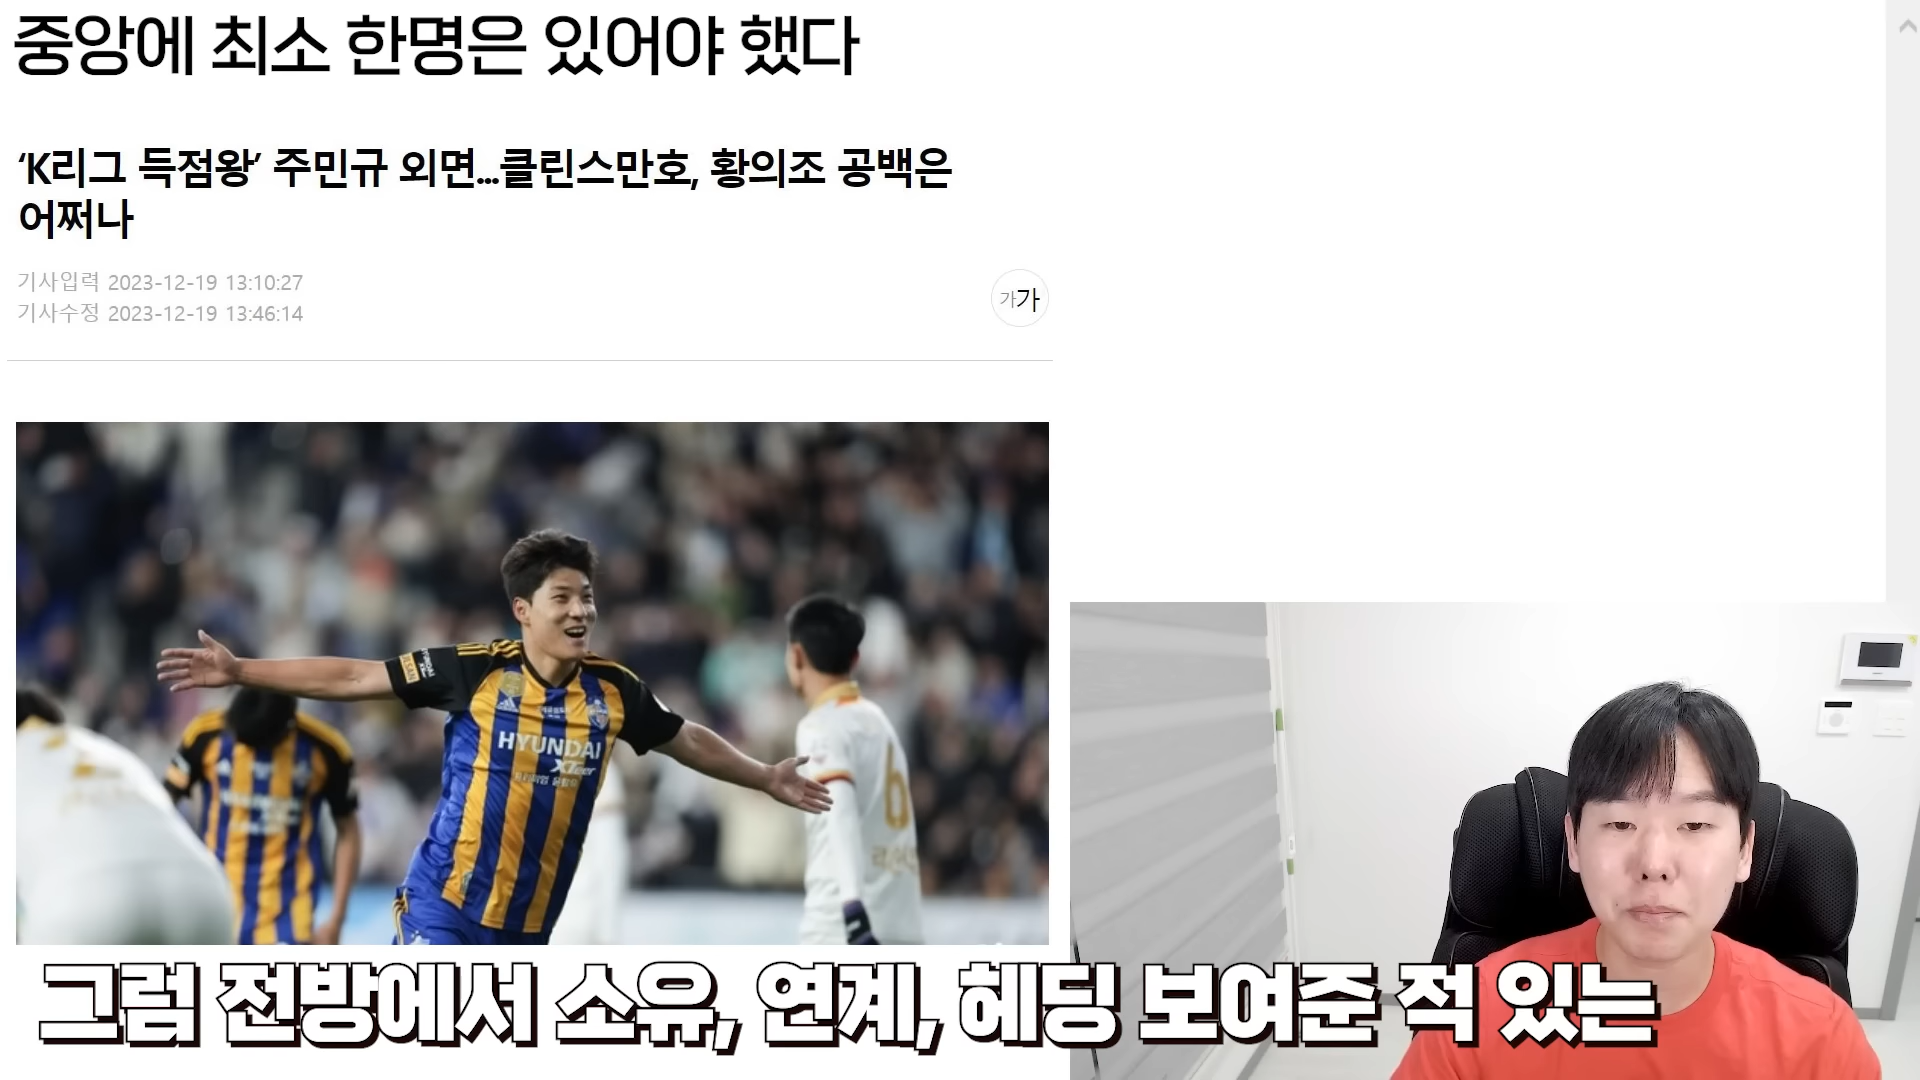 중앙에 최소 한명은 있어야 했다
‘K리그 득점왕’ 주민규 외면...클린스만호, 황의조 공백은
어쩌나
기사입력 2023-12-19 13:10:27
기사수정 2023-12-19 13:46:14
가가
HYUNDAI
XTeer
6
그럼 전방에서 소유, 연계, 헤딩 보여준 적 있는